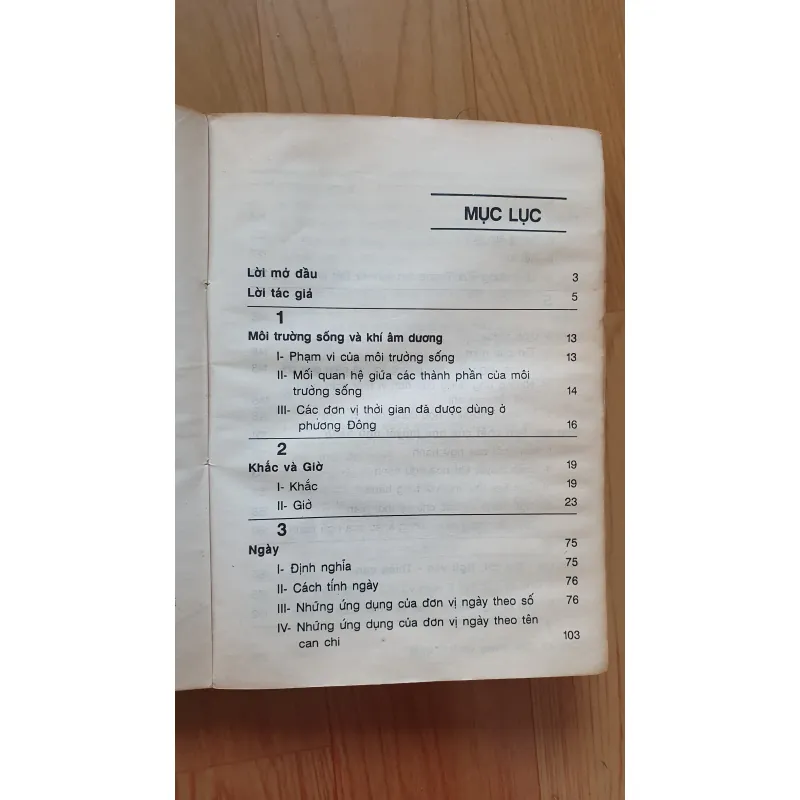 MỤC LỤC
Lời mở đầu 3
Lời tác giả 5
1
Môi trường sống và khí âm dương 13
I- Phạm vi của môi trường sống 13
II- Mối quan hệ giữa các thành phần của môi
trường sống 14
III- Các đơn vị thời gian đã được dùng ở
phương Đông 16
2
Khắc và Giờ 19
I- Khắc 19
II- Giờ 23
3
Ngày 75
I- Định nghĩa 75
II- Cách tính ngày 76
III- Những ứng dụng của đơn vị ngày theo số 76
IV- Những ứng dụng của đơn vị ngày theo tên
can chi 103